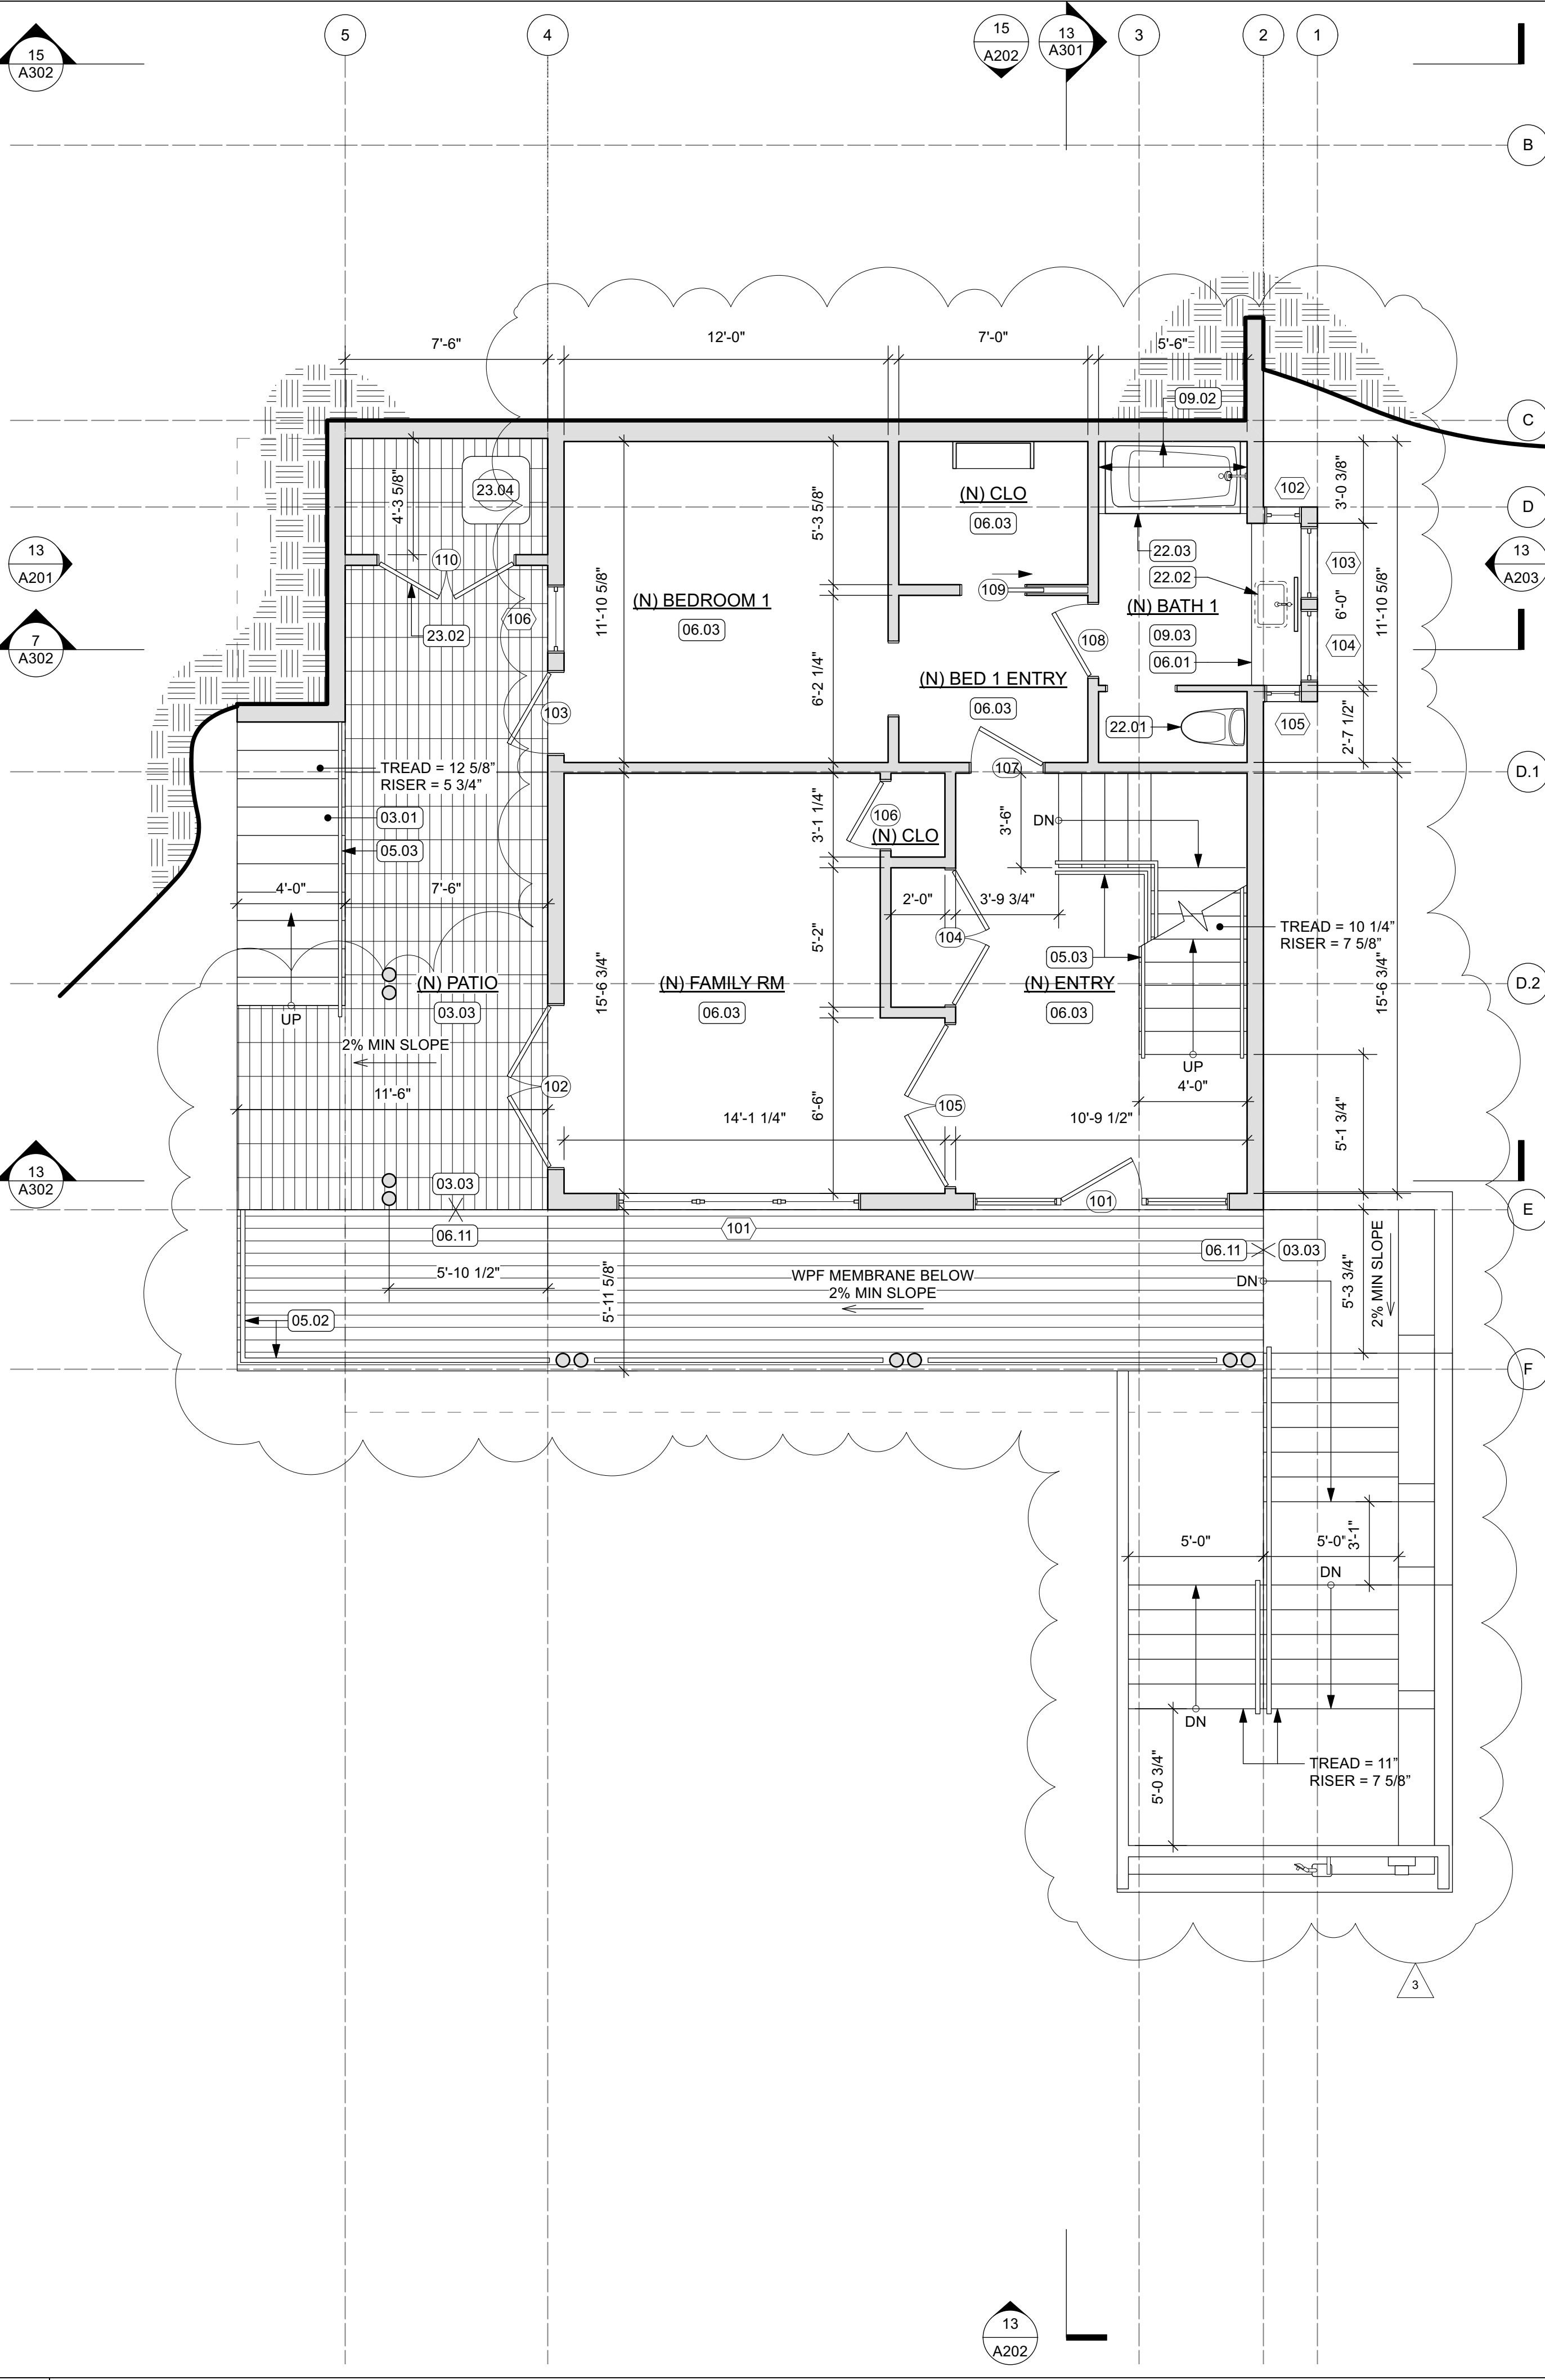 15
A302
5
4
15
A202
13
A301
3
2
1
B
7'-6"
12'-0"
7'-0"
5'-6"
09.02
C
4'-3 5/8"
23.04
(N) CLO
06.03
102
3'-0 3/8"
D
5'-3 5/8"
13
A201
110
22.03
22.02
103
13
A203
11'-10 5/8"
109
6'-0"
11'-10 5/8"
(N) BEDROOM 1
06.03
106
23.02
(N) BATH 1
09.03
06.01
108
104
7
A302
6'-2 1/4"
(N) BED 1 ENTRY
06.03
103
22.01
105
2'-7 1/2"
TREAD = 12 5/8”
RISER = 5 3/4”
107
D.1
03.01
3'-1 1/4"
106
(N) CLO
3'-6"
DN
05.03
4'-0"
7'-6"
2'-0"
3'-9 3/4"
5'-2"
104
05.03
TREAD = 10 1/4”
RISER = 7 5/8”
(N) PATIO
03.03
15'-6 3/4"
(N) FAMILY RM
06.03
(N) ENTRY
06.03
15'-6 3/4"
D.2
UP
2% MIN SLOPE
11'-6"
102
UP
4'-0"
6'-6"
105
14'-1 1/4"
10'-9 1/2"
5'-1 3/4"
13
A302
03.03
06.11
101
101
E
06.11
03.03
5'-10 1/2"
5'-11 5/8"
WPF MEMBRANE BELOW
2% MIN SLOPE
DN
5'-3 3/4"
2% MIN SLOPE
05.02
F
5'-0"
5'-0"
3'-1"
DN
DN
5'-0 3/4"
TREAD = 11”
RISER = 7 5/8”
3
13
A202